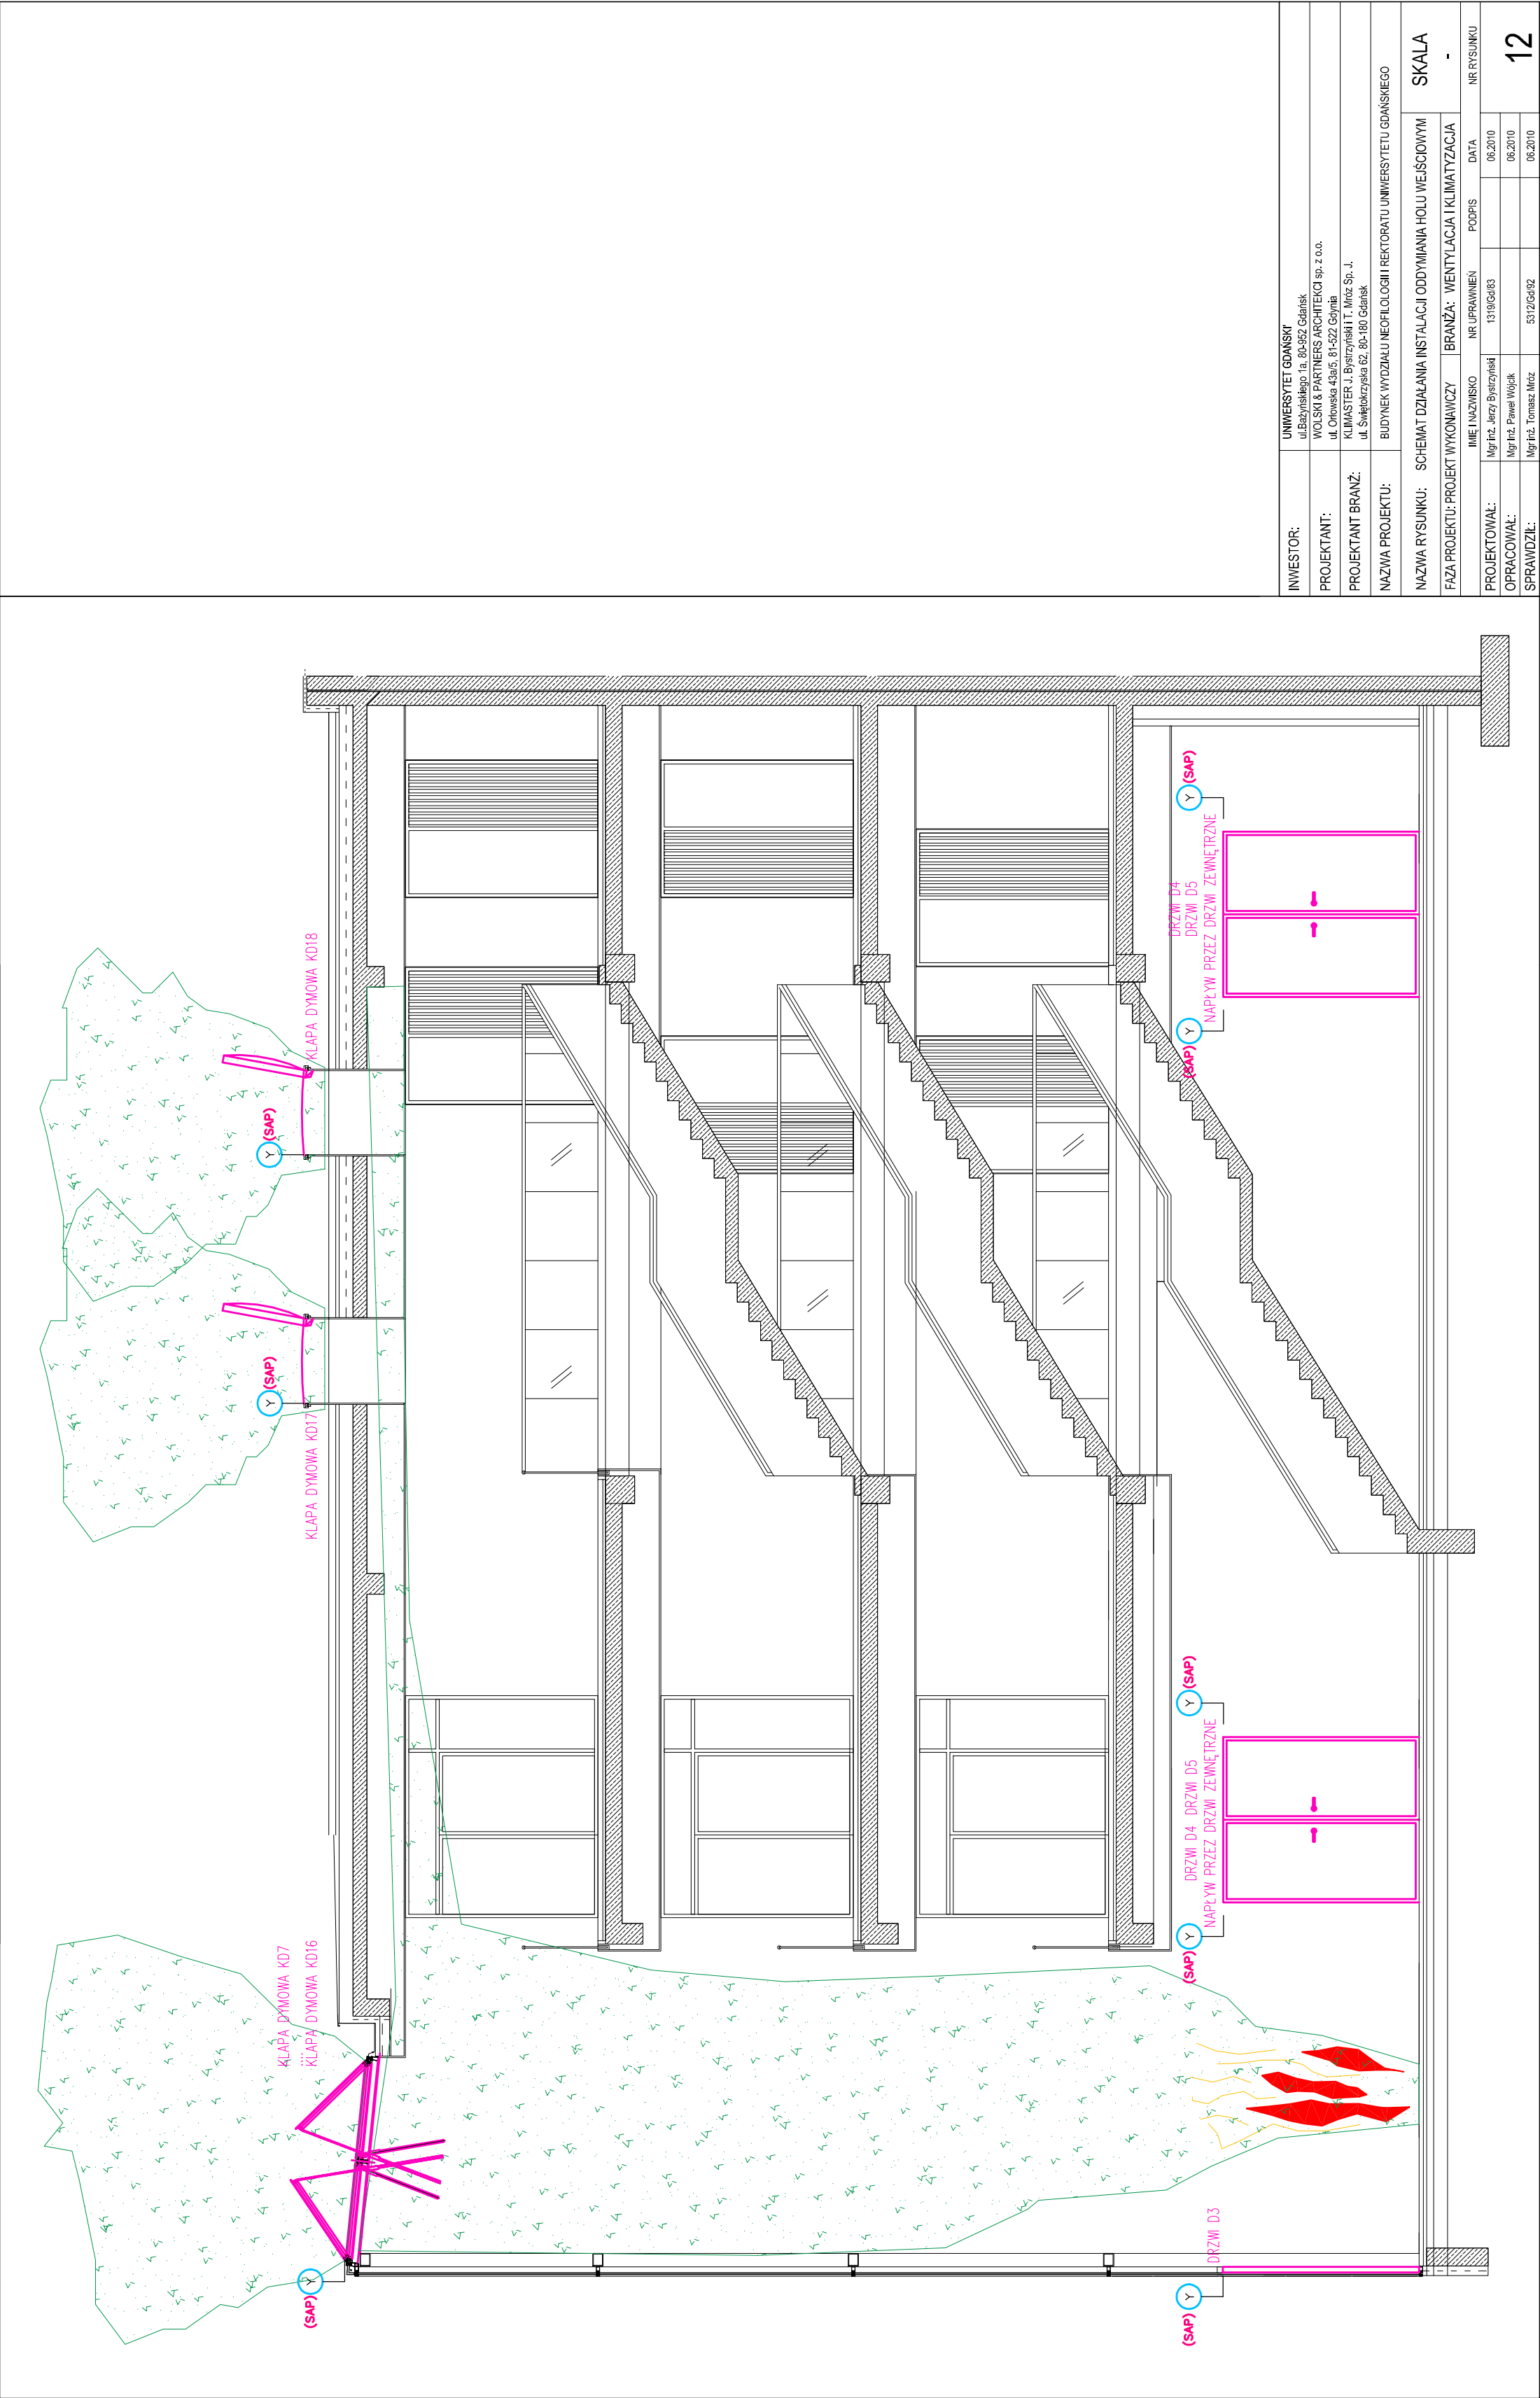 KLAPA DYMOWA KD7
KLAPA DYMOWA KD16
(SAP) Y
KLAPA DYMOWA KD17
Y (SAP)
KLAPA DYMOWA KD18
Y (SAP)
(SAP) Y
DRZWI D3
DRZWI D4 DRZWI D5
NAPŁYW PRZEZ DRZWI ZEWNĘTRZNE
(SAP) Y
Y (SAP)
DRZWI D4
DRZWI D5
NAPŁYW PRZEZ DRZWI ZEWNĘTRZNE
(SAP) Y
Y (SAP)
INWESTOR: UNIWERSYTET GDAŃSKI'
ul.Bażyńskiego 1a, 80-952 Gdańsk
PROJEKTANT: WOLSKI & PARTNERS ARCHITEKCI sp. z o.o.
ul. Orłowska 43a/5, 81-522 Gdynia
PROJEKTANT BRANŻ: KLIMASTER J. Bystrzyński i T. Mróz Sp. J.
ul. Świętokrzyska 62, 80-180 Gdańsk
NAZWA PROJEKTU: BUDYNEK WYDZIAŁU NEOFILOLOGII I REKTORATU UNIWERSYTETU GDAŃSKIEGO
NAZWA RYSUNKU: SCHEMAT DZIAŁANIA INSTALACJI ODDYMIANIA HOLU WEJŚCIOWYM SKALA
FAZA PROJEKTU: PROJEKT WYKONAWCZY BRANŻA: WENTYLACJA I KLIMATYZACJA -
IMIĘ I NAZWISKO NR UPRAWNIEŃ PODPIS DATA NR RYSUNKU
PROJEKTOWAŁ: Mgr inż. Jerzy Bystrzyński 1319/Gd/83 06.2010
OPRACOWAŁ: Mgr inż. Paweł Wójcik 06.2010 12
SPRAWDZIŁ: Mgr inż. Tomasz Mróz 5312/Gd/92 06.2010